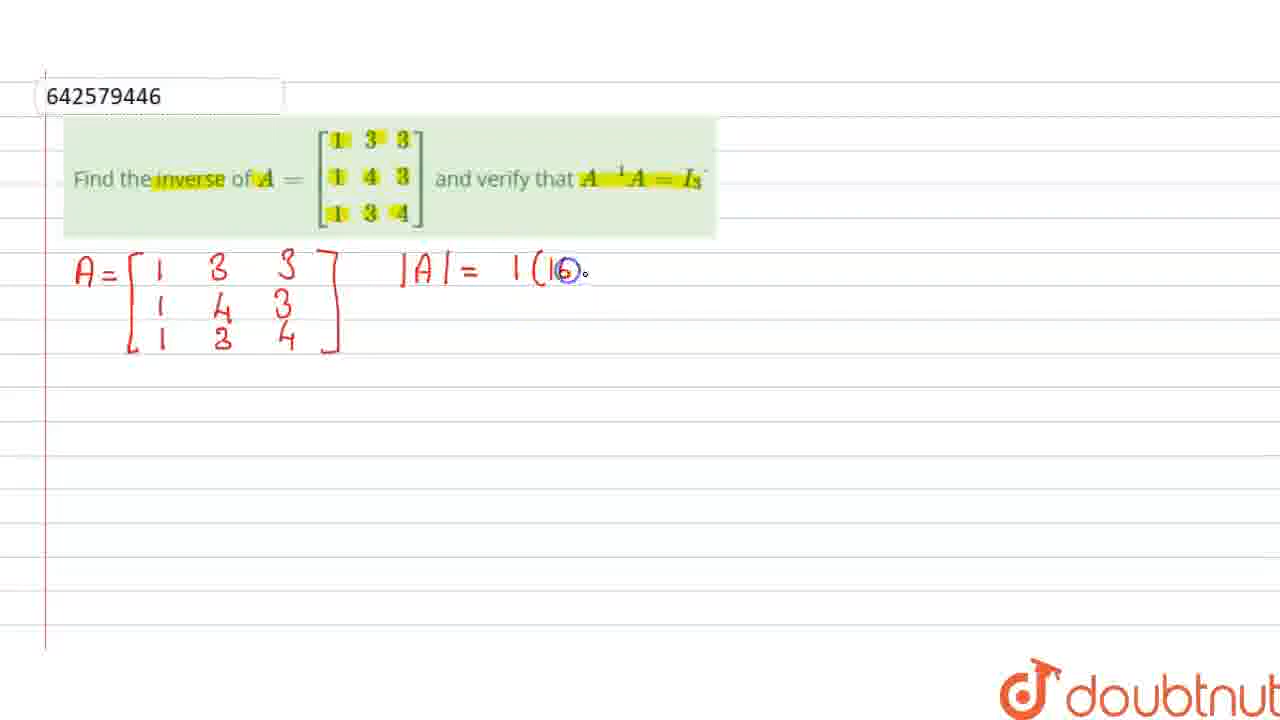 642579446
1 3 3
Find the inverse of A = 1 4 3 and verify that A ¹A = I₃.
1 3 4
A = 1 3 3 |A| = 1(16
1 4 3
1 3 4
doubtnut